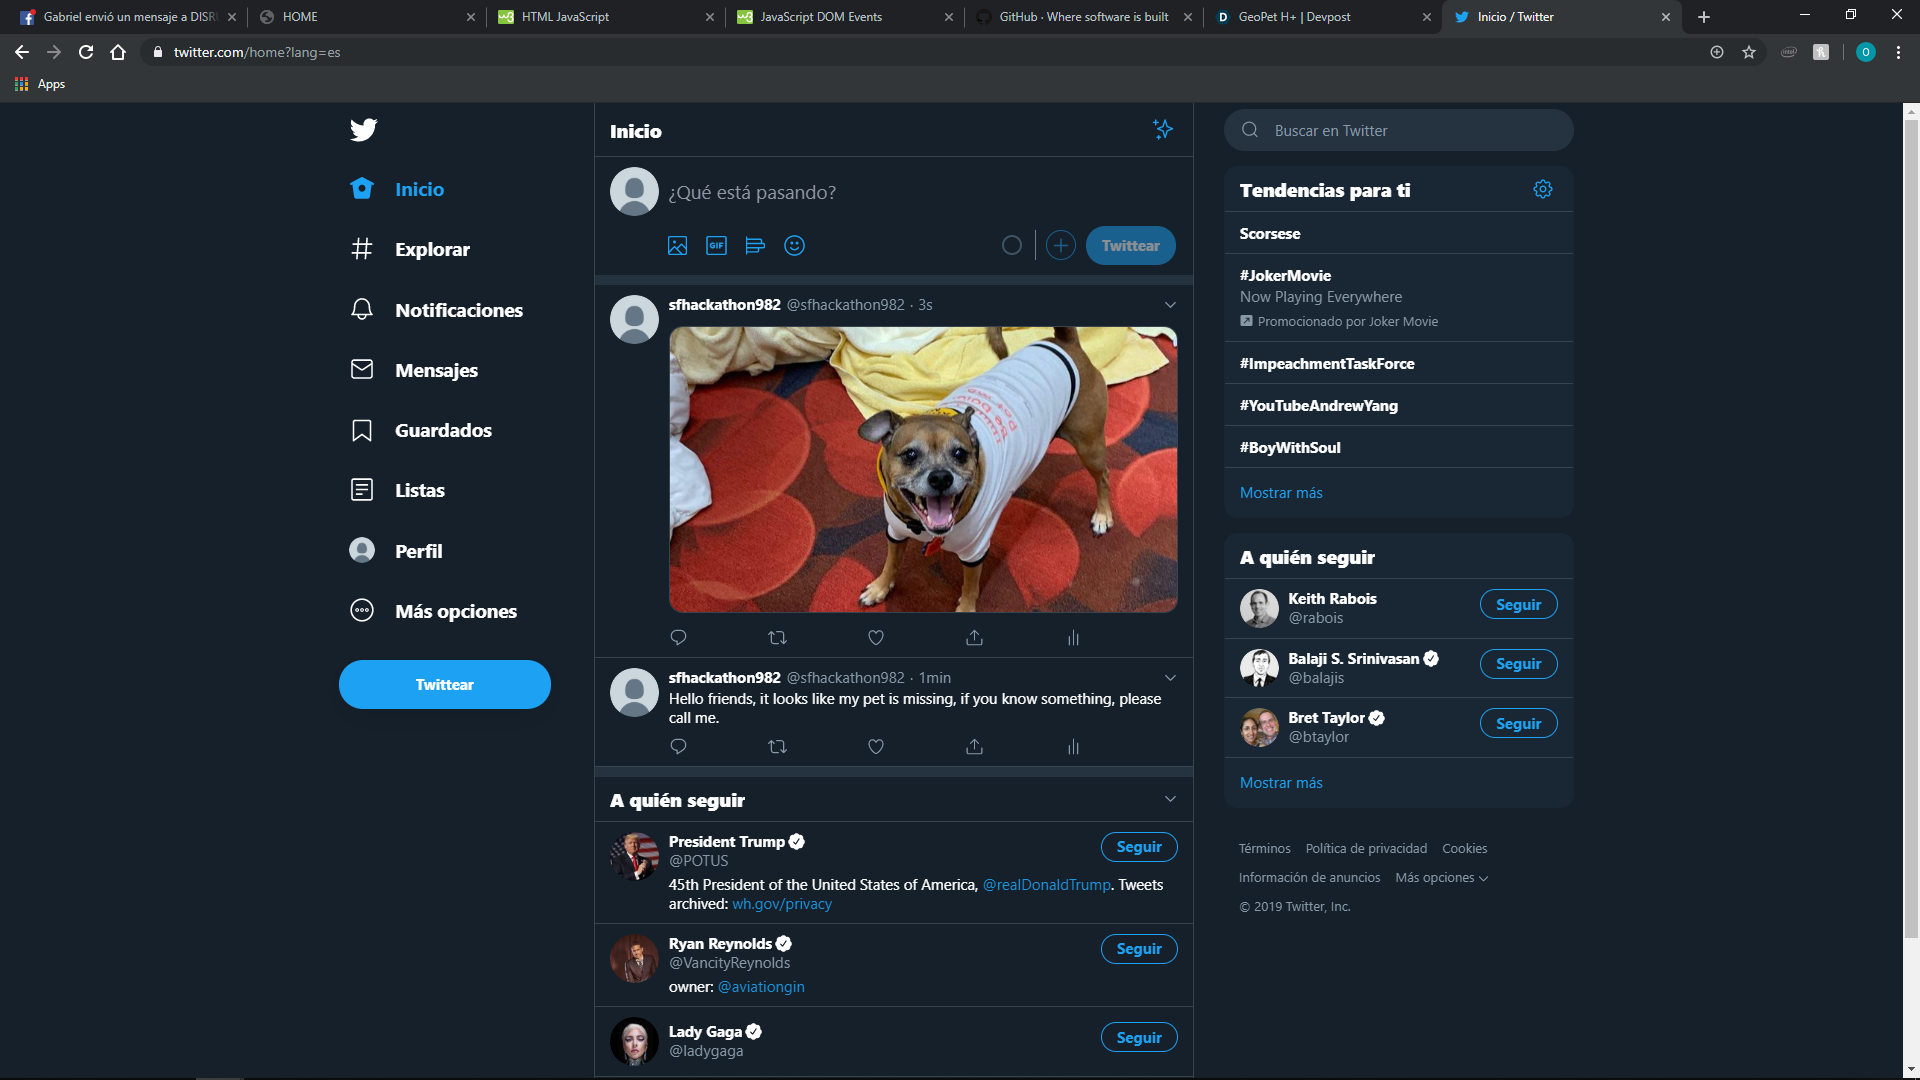 Gabriel envió un mensaje a DISR
HOME
HTML JavaScript
JavaScript DOM Events
GitHub · Where software is built
GeoPet H+ | Devpost
Inicio / Twitter
twitter.com/home?lang=es
Apps
Inicio
Explorar
Notificaciones
Mensajes
Guardados
Listas
Perfil
Más opciones
Twittear
Inicio
¿Qué está pasando?
GIF
Twittear
sfhackathon982 @sfhackathon982 · 3s
sfhackathon982 @sfhackathon982 · 1min
Hello friends, it looks like my pet is missing, if you know something, please
call me.
A quién seguir
President Trump
@POTUS
Seguir
45th President of the United States of America, @realDonaldTrump. Tweets
archived: wh.gov/privacy
Ryan Reynolds
@VancityReynolds
Seguir
owner: @aviationgin
Lady Gaga
@ladygaga
Seguir
Buscar en Twitter
Tendencias para ti
Scorsese
#JokerMovie
Now Playing Everywhere
Promocionado por Joker Movie
#ImpeachmentTaskForce
#YouTubeAndrewYang
#BoyWithSoul
Mostrar más
A quién seguir
Keith Rabois
@rabois
Seguir
Balaji S. Srinivasan
@balajis
Seguir
Bret Taylor
@btaylor
Seguir
Mostrar más
Términos Política de privacidad Cookies
Información de anuncios Más opciones
© 2019 Twitter, Inc.